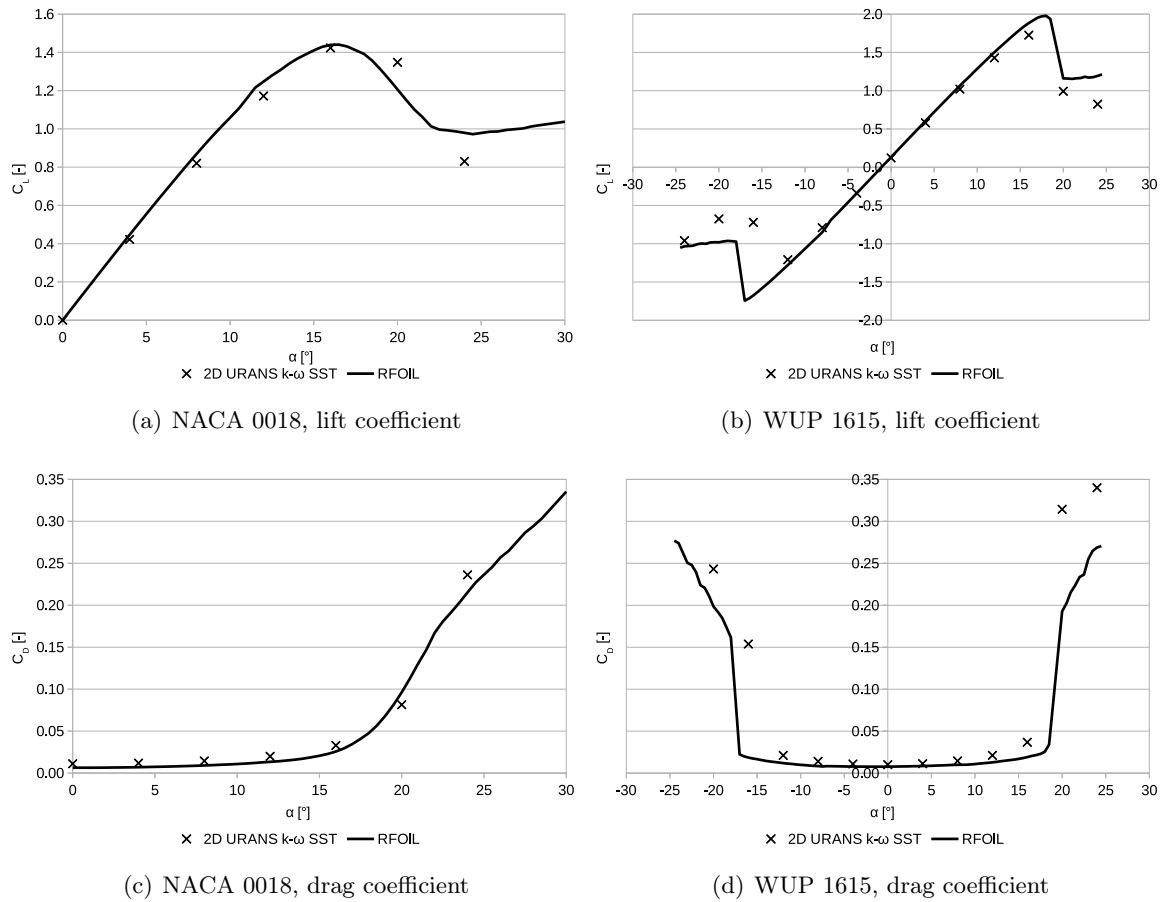 1.6
1.4
1.2
1.0
0.8
0.6
0.4
0.2
0.0
C_L [-]
0 5 10 15 20 25 30
α [°]
× 2D URANS k-ω SST — RFOIL
(a) NACA 0018, lift coefficient
2.0
1.5
1.0
0.5
0.0
-30 -25 -20 -15 -10 -5 0 5 10 15 20 25 30
-0.5
-1.0
-1.5
-2.0
C_L [-]
α [°]
× 2D URANS k-ω SST — RFOIL
(b) WUP 1615, lift coefficient
0.35
0.30
0.25
0.20
0.15
0.10
0.05
0.00
C_D [-]
0 5 10 15 20 25 30
α [°]
× 2D URANS k-ω SST — RFOIL
(c) NACA 0018, drag coefficient
0.35
0.30
0.25
0.20
0.15
0.10
0.05
0.00
C_D [-]
-30 -25 -20 -15 -10 -5 0 5 10 15 20 25 30
α [°]
× 2D URANS k-ω SST — RFOIL
(d) WUP 1615, drag coefficient